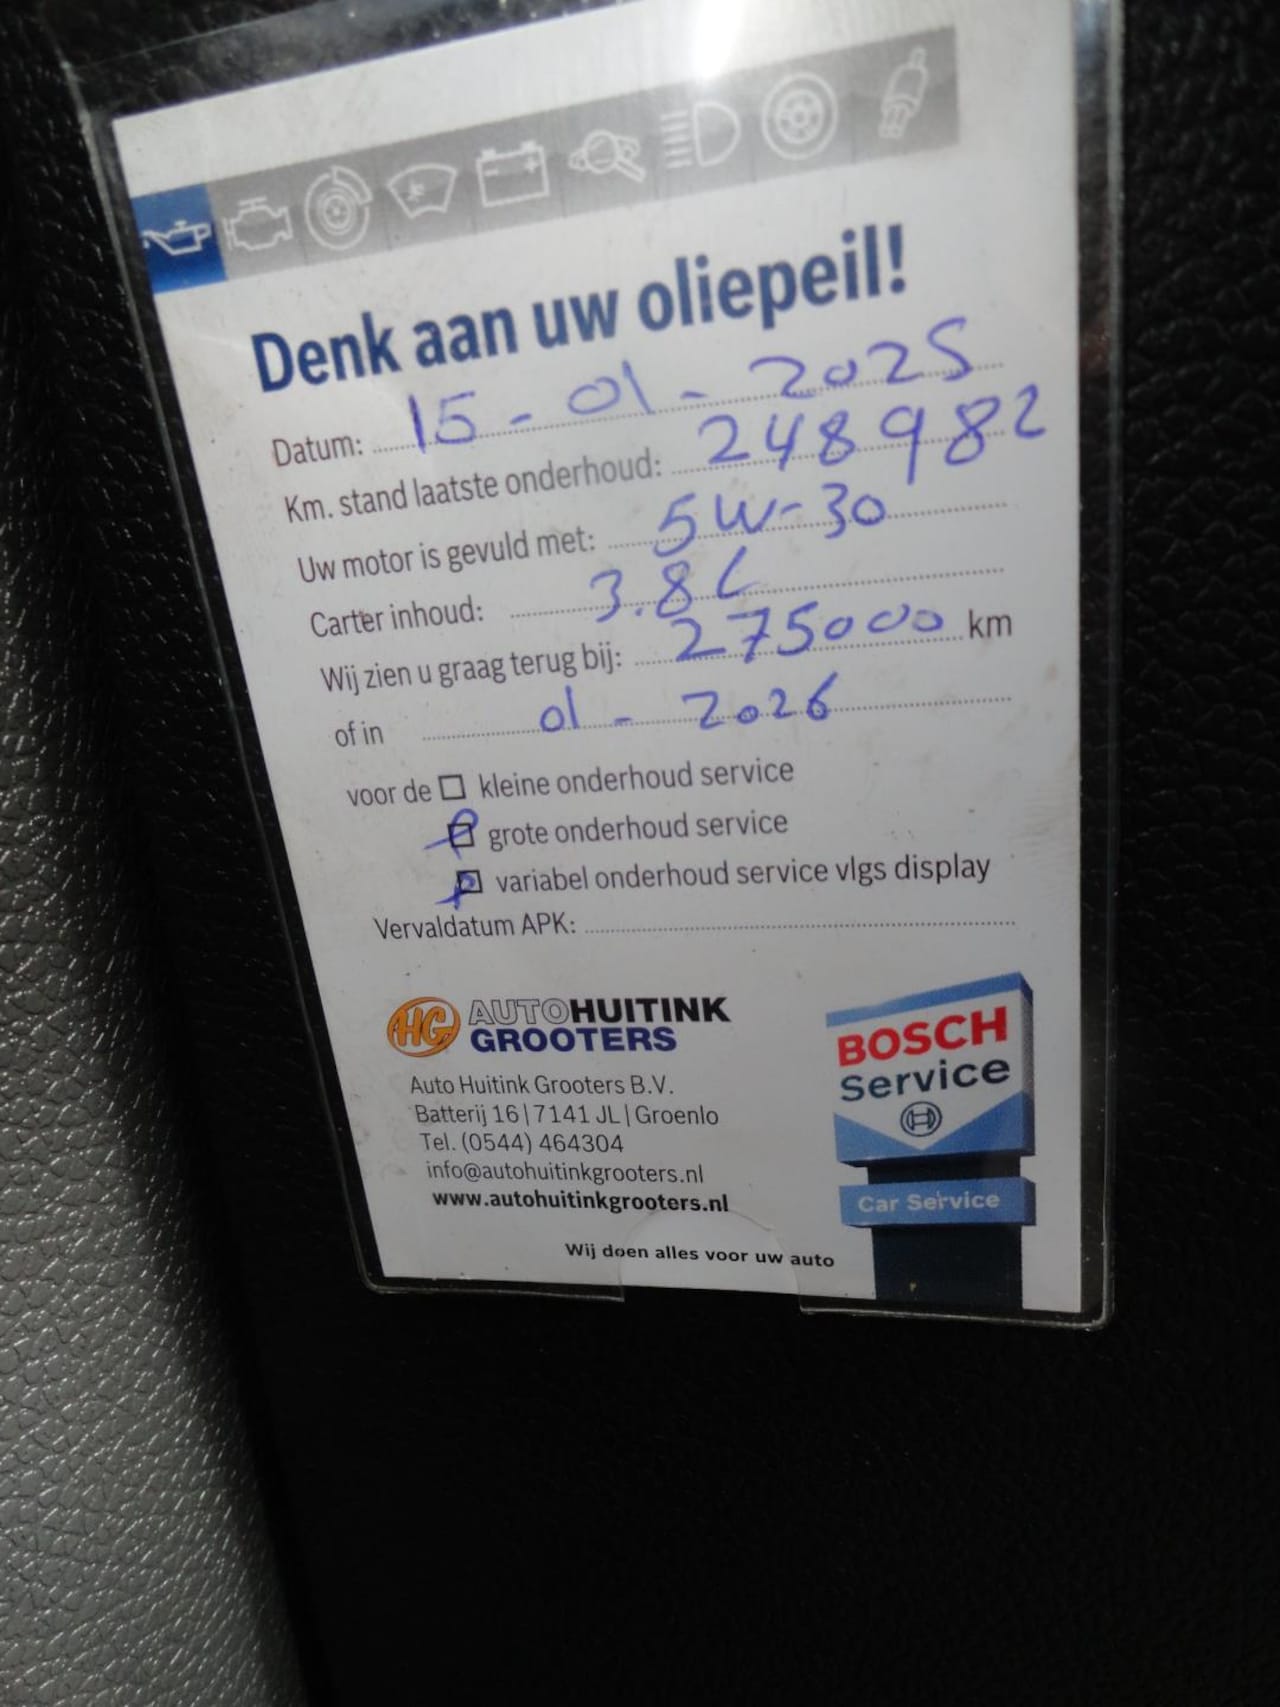 Denk aan uw oliepeil!
Datum: 15-01-2025
Km. stand laatste onderhoud: 248982
Uw motor is gevuld met: 5W-30
Carter inhoud: 3.8L
Wij zien u graag terug bij: 275000 km
of in 01-2026
voor de kleine onderhoud service
grote onderhoud service
variabel onderhoud service vlgs display
Vervaldatum APK:
HG AUTOHUITINK
GROOTERS
Auto Huitink Grooters B.V.
Batterij 16 | 7141 JL | Groenlo
Tel. (0544) 464304
info@autohuitinkgrooters.nl
www.autohuitinkgrooters.nl
BOSCH
Service
Car Service
Wij doen alles voor uw auto